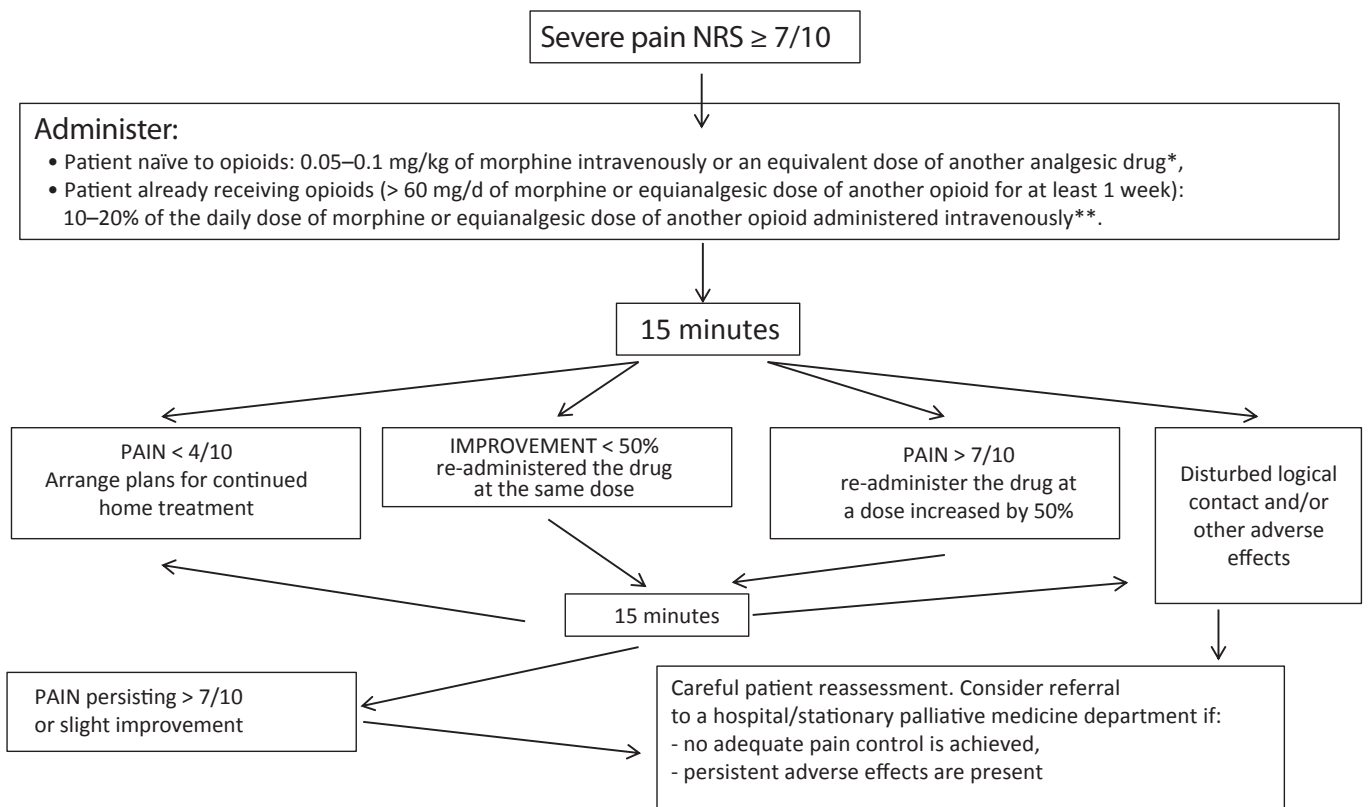 Severe pain NRS ≥ 7/10
Administer:
• Patient naïve to opioids: 0.05–0.1 mg/kg of morphine intravenously or an equivalent dose of another analgesic drug*,
• Patient already receiving opioids (> 60 mg/d of morphine or equianalgesic dose of another opioid for at least 1 week):
10–20% of the daily dose of morphine or equianalgesic dose of another opioid administered intravenously**.
15 minutes
PAIN < 4/10
Arrange plans for continued
home treatment
IMPROVEMENT < 50%
re-administered the drug
at the same dose
PAIN > 7/10
re-administer the drug at
a dose increased by 50%
Disturbed logical
contact and/or
other adverse
effects
15 minutes
PAIN persisting > 7/10
or slight improvement
Careful patient reassessment. Consider referral
to a hospital/stationary palliative medicine department if:
- no adequate pain control is achieved,
- persistent adverse effects are present